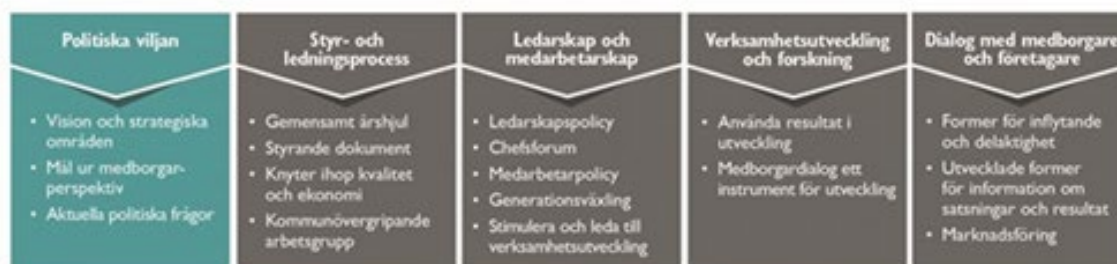 Politiska viljan
• Vision och strategiska
områden
• Mål ur medborgar-
perspektiv
• Aktuella politiska frågor
Styr- och
ledningsprocess
• Gemensamt årshjul
• Styrande dokument
• Knyter ihop kvalitet
och ekonomi
• Kommunövergripande
arbetsgrupp
Ledarskap och
medarbetarskap
• Ledarskapspolicy
• Chefsforum
• Medarbetarpolicy
• Generationsväxling
• Stimulera och leda till
verksamhetsutveckling
Verksamhetsutveckling
och forskning
• Använda resultat i
utveckling
• Medborgardialog ett
instrument för utveckling
Dialog med medborgare
och företagare
• Former för inflytande
och delaktighet
• Utvecklade former
för information om
satsningar och resultat
• Marknadsföring